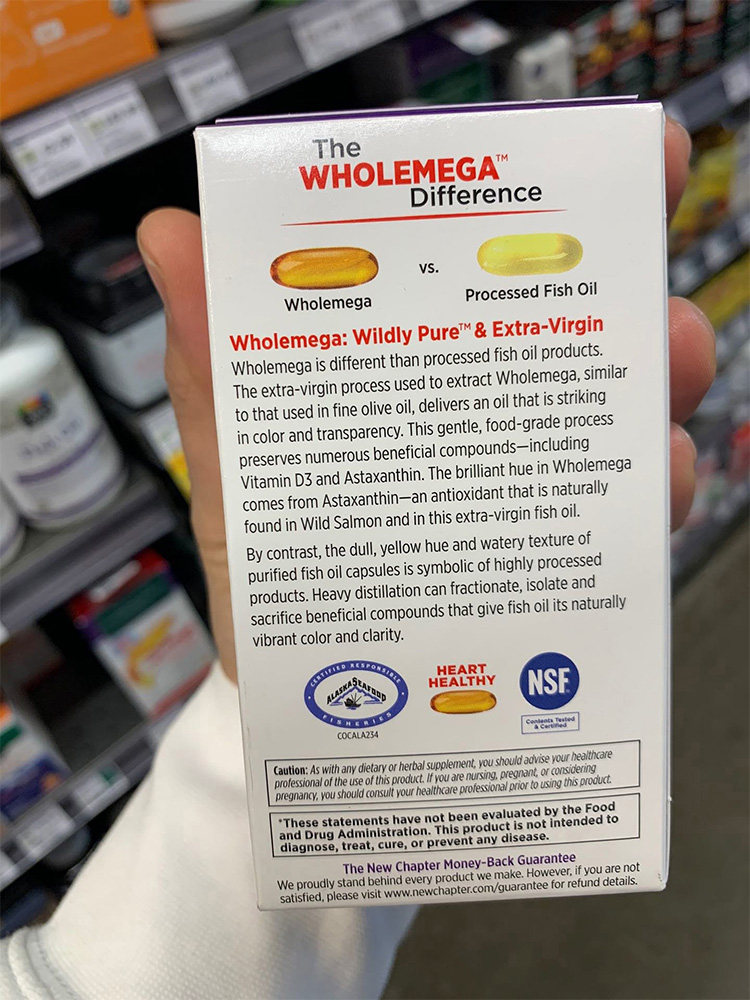 The
WHOLEMEGA™
Difference
vs.
Wholemega
Processed Fish Oil
Wholemega: Wildly Pure™ & Extra-Virgin
Wholemega is different than processed fish oil products.
The extra-virgin process used to extract Wholemega, similar
to that used in fine olive oil, delivers an oil that is striking
in color and transparency. This gentle, food-grade process
preserves numerous beneficial compounds—including
Vitamin D3 and Astaxanthin. The brilliant hue in Wholemega
comes from Astaxanthin—an antioxidant that is naturally
found in Wild Salmon and in this extra-virgin fish oil.
By contrast, the dull, yellow hue and watery texture of
purified fish oil capsules is symbolic of highly processed
products. Heavy distillation can fractionate, isolate and
sacrifice beneficial compounds that give fish oil its naturally
vibrant color and clarity.
CERTIFIED RESPONSIBLE
ALASKA SEAFOOD
FISHERIES
COCALA234
HEART
HEALTHY
NSF
Contents Tested
& Certified
Caution: As with any dietary or herbal supplement, you should advise your healthcare
professional of the use of this product. If you are nursing, pregnant, or considering
pregnancy, you should consult your healthcare professional prior to using this product.
*These statements have not been evaluated by the Food
and Drug Administration. This product is not intended to
diagnose, treat, cure, or prevent any disease.
The New Chapter Money-Back Guarantee
We proudly stand behind every product we make. However, if you are not
satisfied, please visit www.newchapter.com/guarantee for refund details.